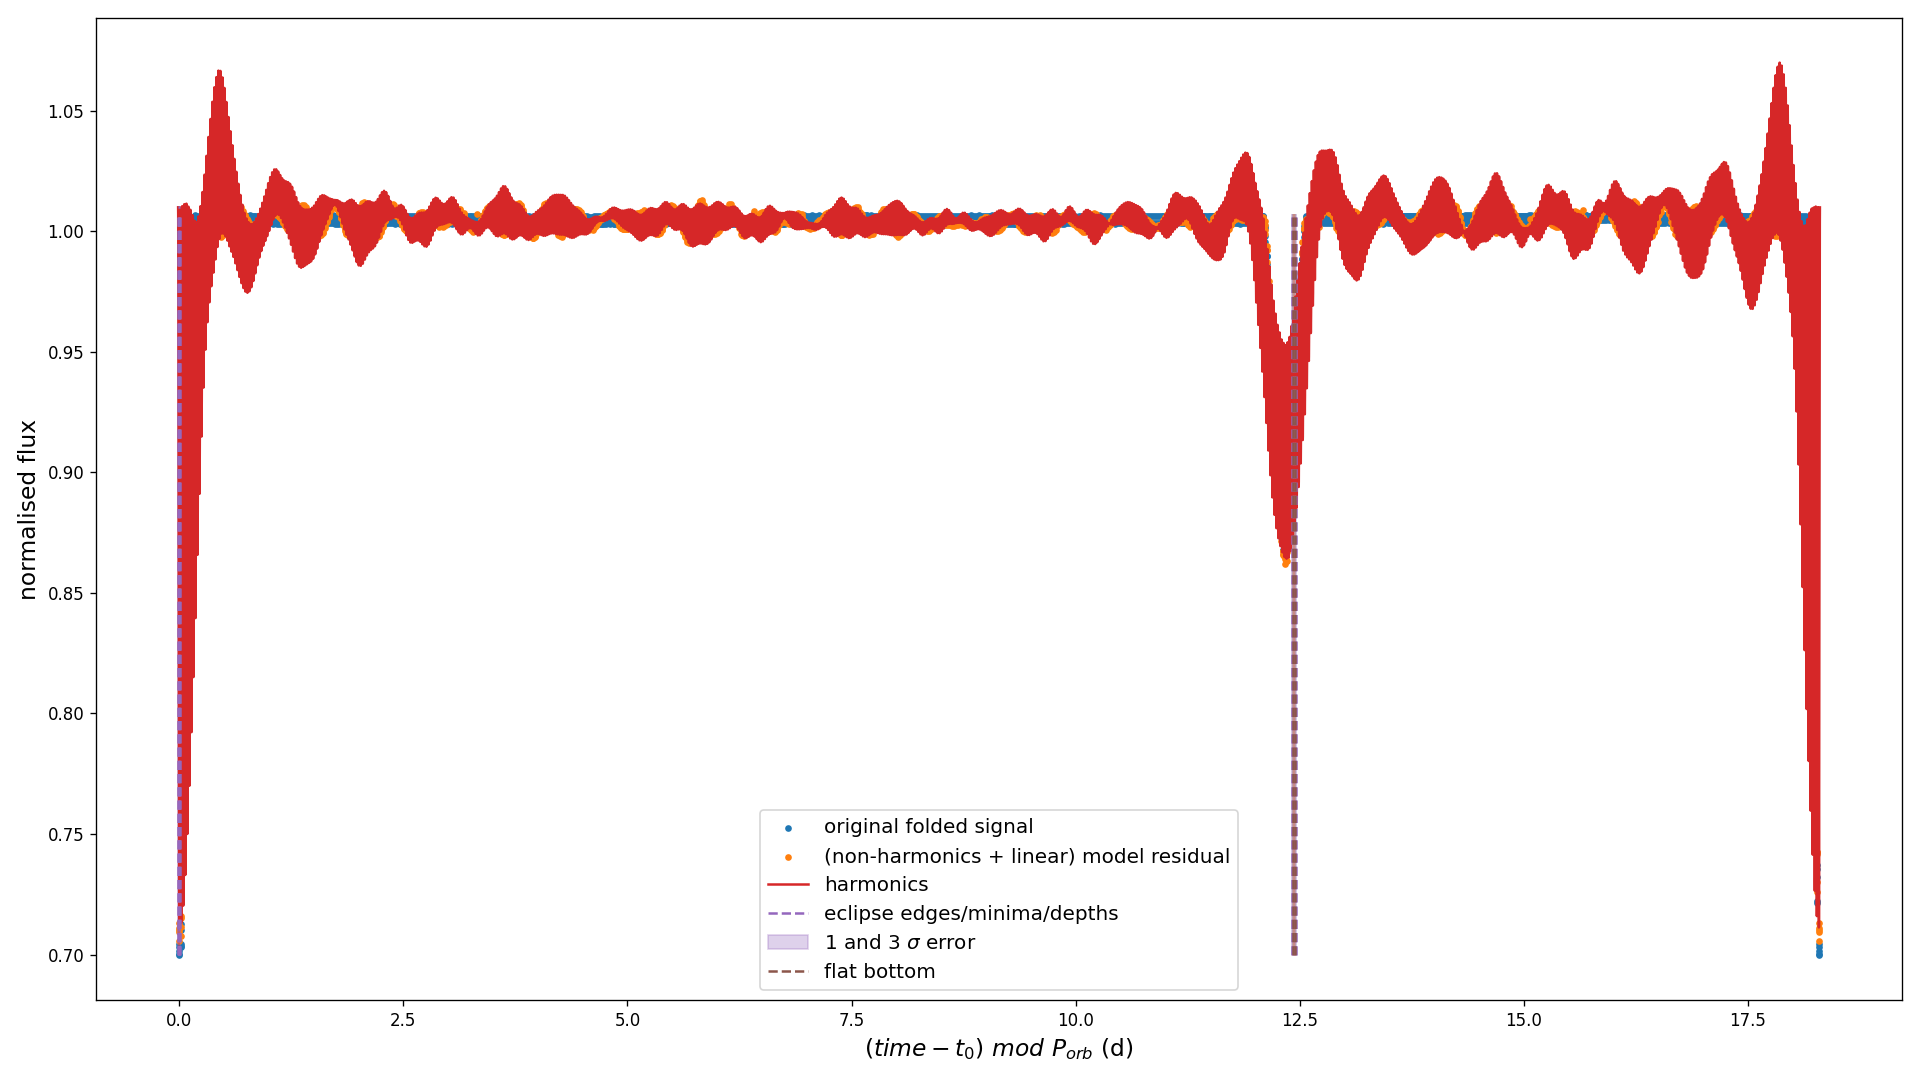 normalised flux
1.05
1.00
0.95
0.90
0.85
0.80
0.75
0.70
original folded signal
(non-harmonics + linear) model residual
harmonics
eclipse edges/minima/depths
1 and 3 σ error
flat bottom
0.0 2.5 5.0 7.5 10.0 12.5 15.0 17.5
(time − t₀) mod Pₒᵣb (d)